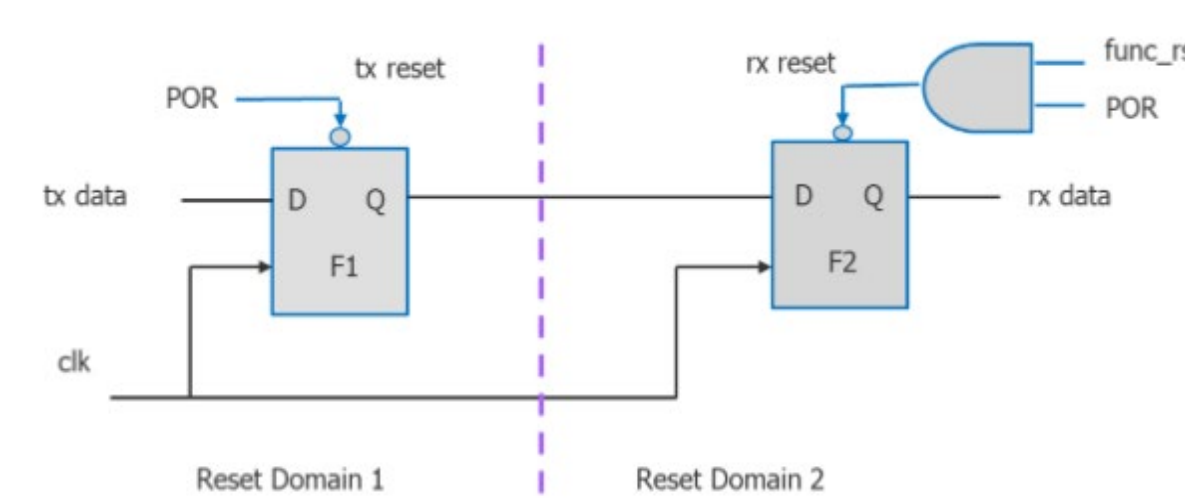 tx reset
rx reset
func_rs
POR
POR
tx data
D
Q
D
Q
rx data
F1
F2
clk
Reset Domain 1
Reset Domain 2